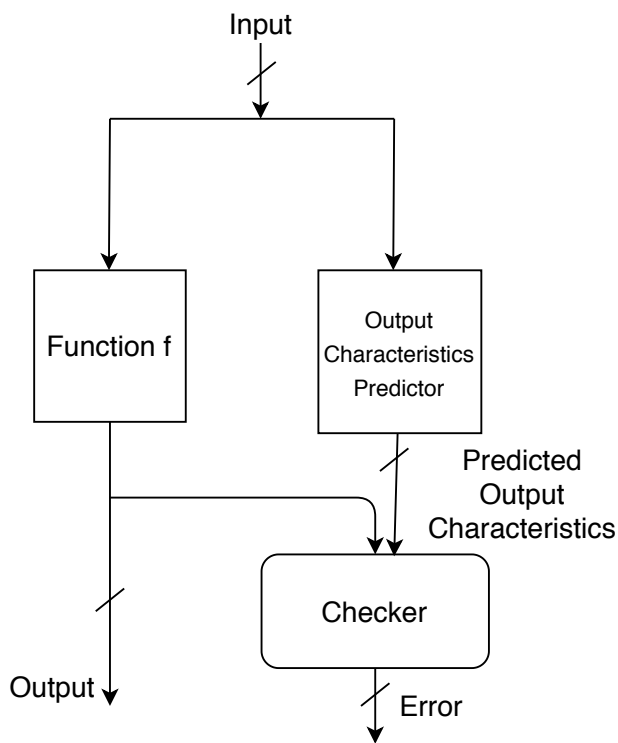 Input
Function f
Output
Characteristics
Predictor
Predicted
Output
Characteristics
Checker
Output
Error